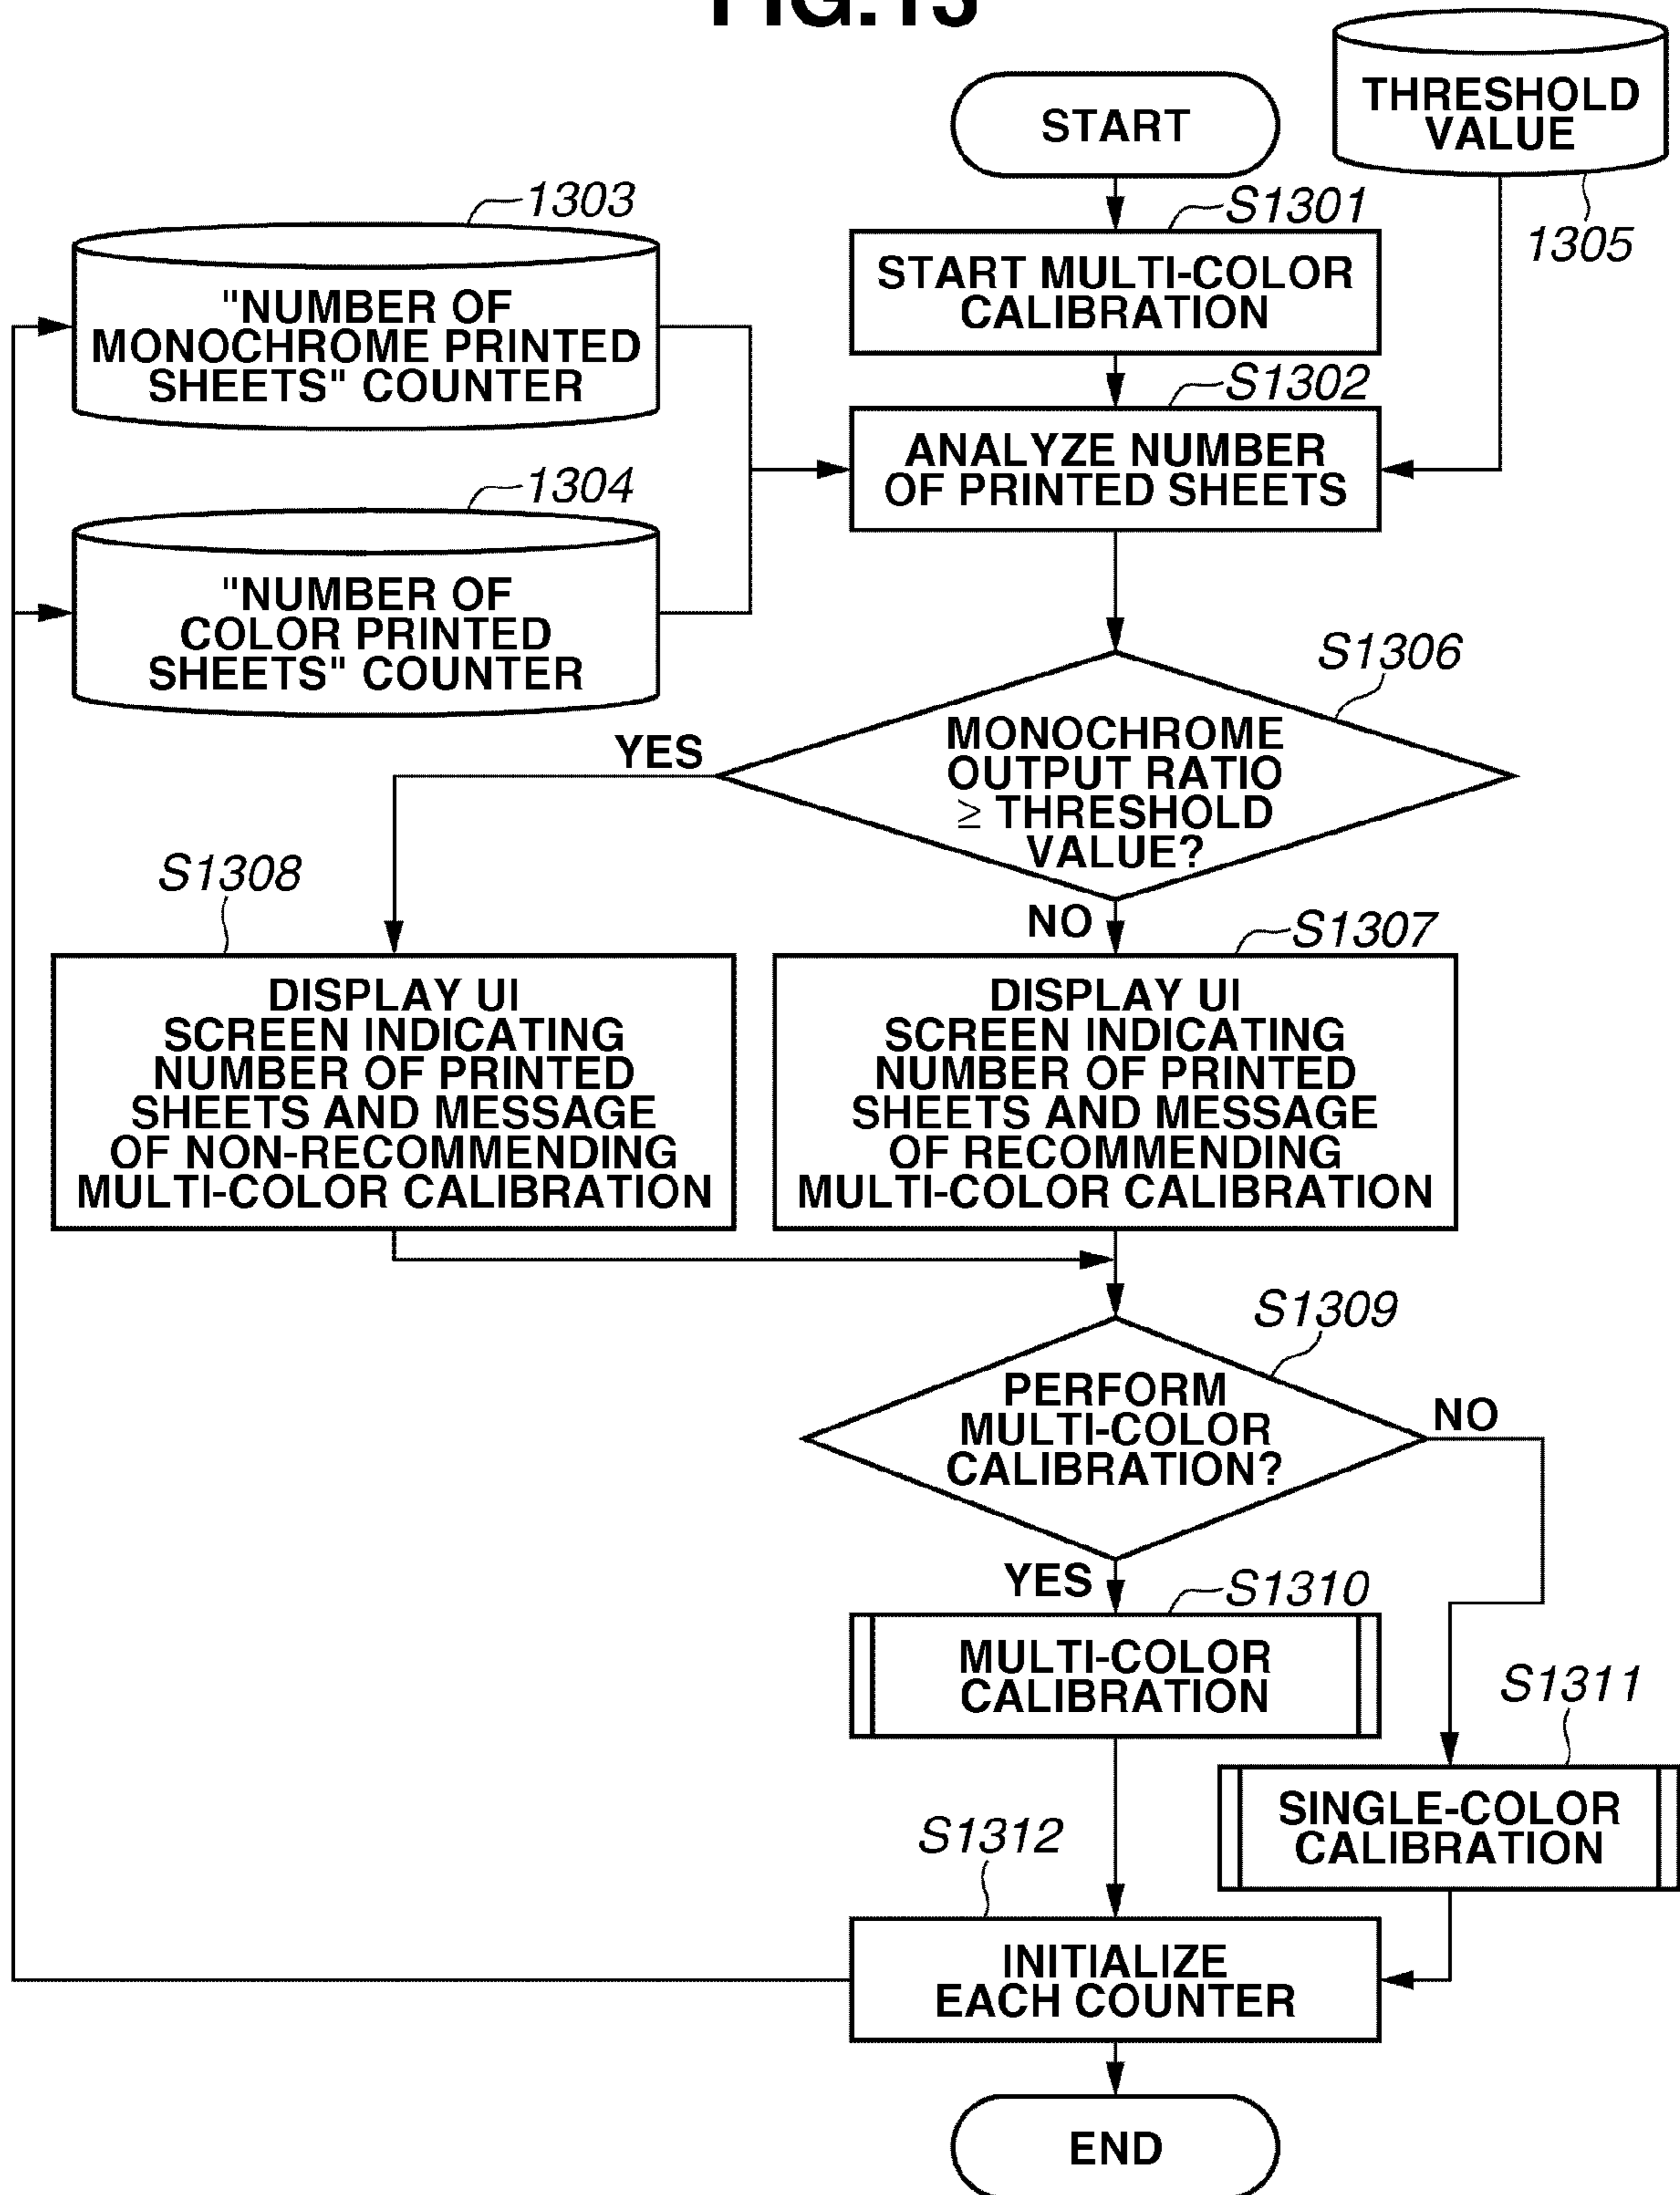 FIG.13
THRESHOLD
VALUE
START
1303
S1301
1305
"NUMBER OF
MONOCHROME PRINTED
SHEETS" COUNTER
START MULTI-COLOR
CALIBRATION
S1302
ANALYZE NUMBER
OF PRINTED SHEETS
1304
"NUMBER OF
COLOR PRINTED
SHEETS" COUNTER
S1306
MONOCHROME
OUTPUT RATIO
≥ THRESHOLD
VALUE?
YES
S1308
NO
S1307
DISPLAY UI
SCREEN INDICATING
NUMBER OF PRINTED
SHEETS AND MESSAGE
OF NON-RECOMMENDING
MULTI-COLOR CALIBRATION
DISPLAY UI
SCREEN INDICATING
NUMBER OF PRINTED
SHEETS AND MESSAGE
OF RECOMMENDING
MULTI-COLOR CALIBRATION
S1309
PERFORM
MULTI-COLOR
CALIBRATION?
NO
YES
S1310
MULTI-COLOR
CALIBRATION
S1311
SINGLE-COLOR
CALIBRATION
S1312
INITIALIZE
EACH COUNTER
END